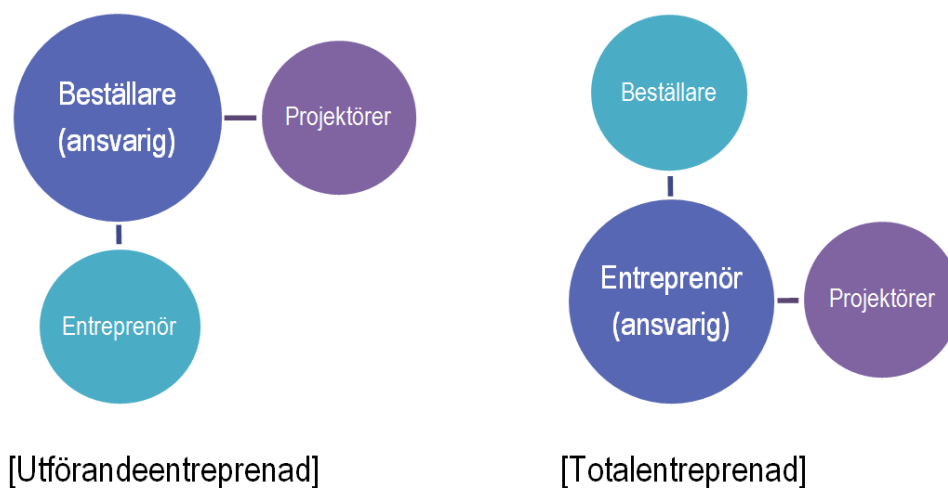 Beställare
(ansvarig)
Projektörer
Entreprenör
[Utförandeentreprenad]
Beställare
Entreprenör
(ansvarig)
Projektörer
[Totalentreprenad]